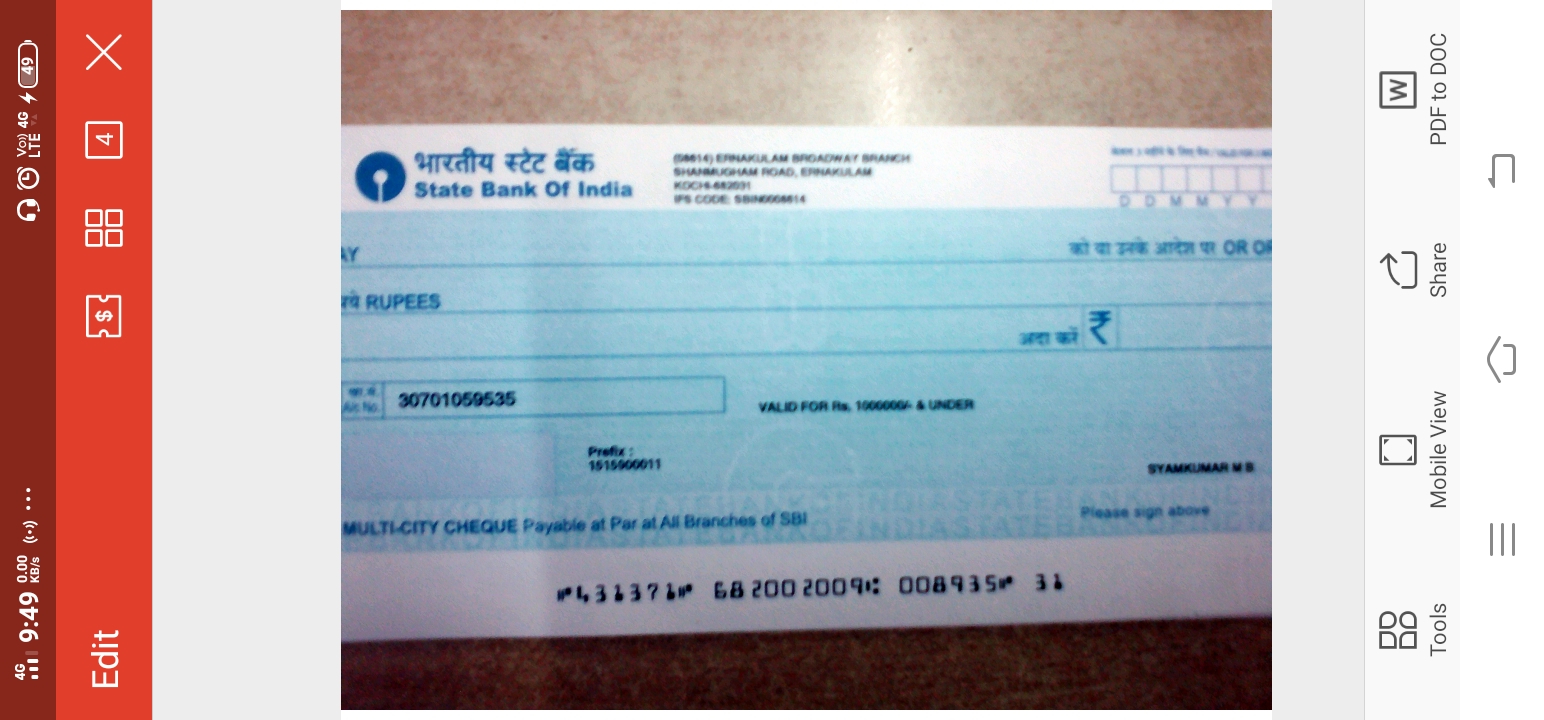 4G 9:49 0.00 KB/s ... Vo)) 4G LTE 49
Edit 4
भारतीय स्टेट बैंक
State Bank Of India
(08614) ERNAKULAM BROADWAY BRANCH
SHANMUGHAM ROAD, ERNAKULAM
KOCHI-682031
IFS CODE: SBIN0008614
D D M M Y Y
AY
को या उनके आदेश पर OR OR
RUPEES
अदा करें ₹
खा.सं.
A/c No.
30701059535
VALID FOR Rs. 1000000/- & UNDER
Prefix :
1515900011
SYAMKUMAR M B
MULTI-CITY CHEQUE Payable at Par at All Branches of SBI
Please sign above
⑈431371⑈ 682002009⑆ 008935⑈ 31
Tools
Mobile View
Share
PDF to DOC